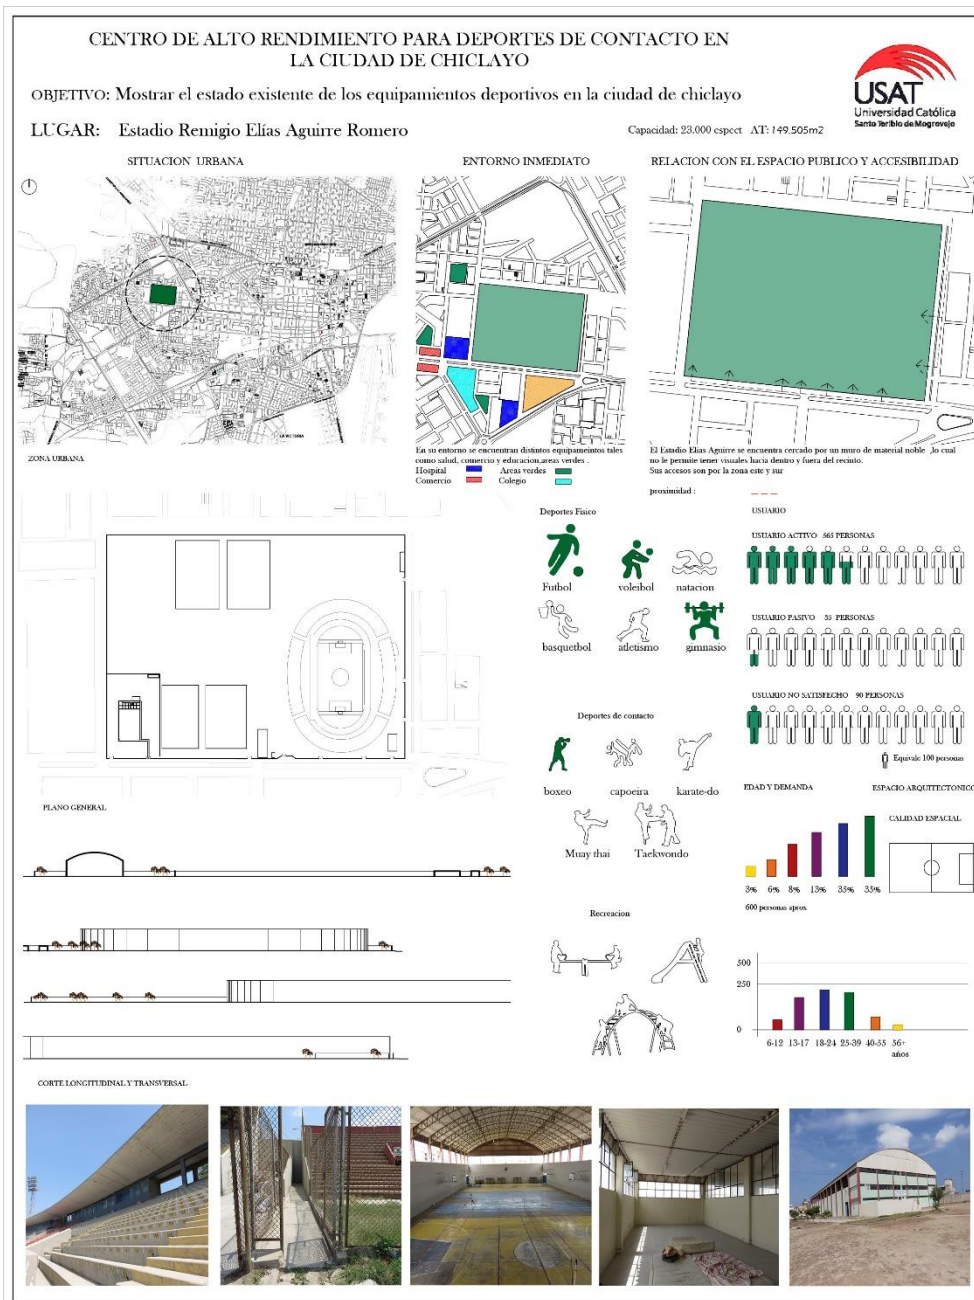 CENTRO DE ALTO RENDIMIENTO PARA DEPORTES DE CONTACTO EN
LA CIUDAD DE CHICLAYO
OBJETIVO: Mostrar el estado existente de los equipamientos deportivos en la ciudad de chiclayo
LUGAR: Estadio Remigio Elías Aguirre Romero
Capacidad: 23.000 espect AT: 149.505m2
USAT
Universidad Católica
Santo Toribio de Mogrovejo
SITUACION URBANA
ENTORNO INMEDIATO
RELACION CON EL ESPACIO PUBLICO Y ACCESIBILIDAD
LA VICTORIA
ZONA URBANA
En su entorno se encuentran distintos equipameintos tales
como salud, comercio y educacion,areas verdes .
Hospital Areas verdes
Comercio Colegio
El Estadio Elias Aguirre se encuentra cercado por un muro de material noble ,lo cual
no le permite tener visuales hacia dentro y fuera del recinto.
Sus accesos son por la zona este y sur
proximidad :
PLANO GENERAL
Deportes Fisico
Futbol voleibol natacion
basquetbol atletismo gimnasio
Deportes de contacto
boxeo capoeira karate-do
Muay thai Taekwondo
Recreacion
USUARIO
USUARIO ACTIVO 565 PERSONAS
USUARIO PASIVO 35 PERSONAS
USUARIO NO SATISFECHO 90 PERSONAS
Equivale 100 personas
EDAD Y DEMANDA
3% 6% 8% 13% 35% 35%
600 personas aprox
ESPACIO ARQUITECTONICO
CALIDAD ESPACIAL
500
250
0
6-12 13-17 18-24 25-39 40-55 56+
años
CORTE LONGITUDINAL Y TRANSVERSAL